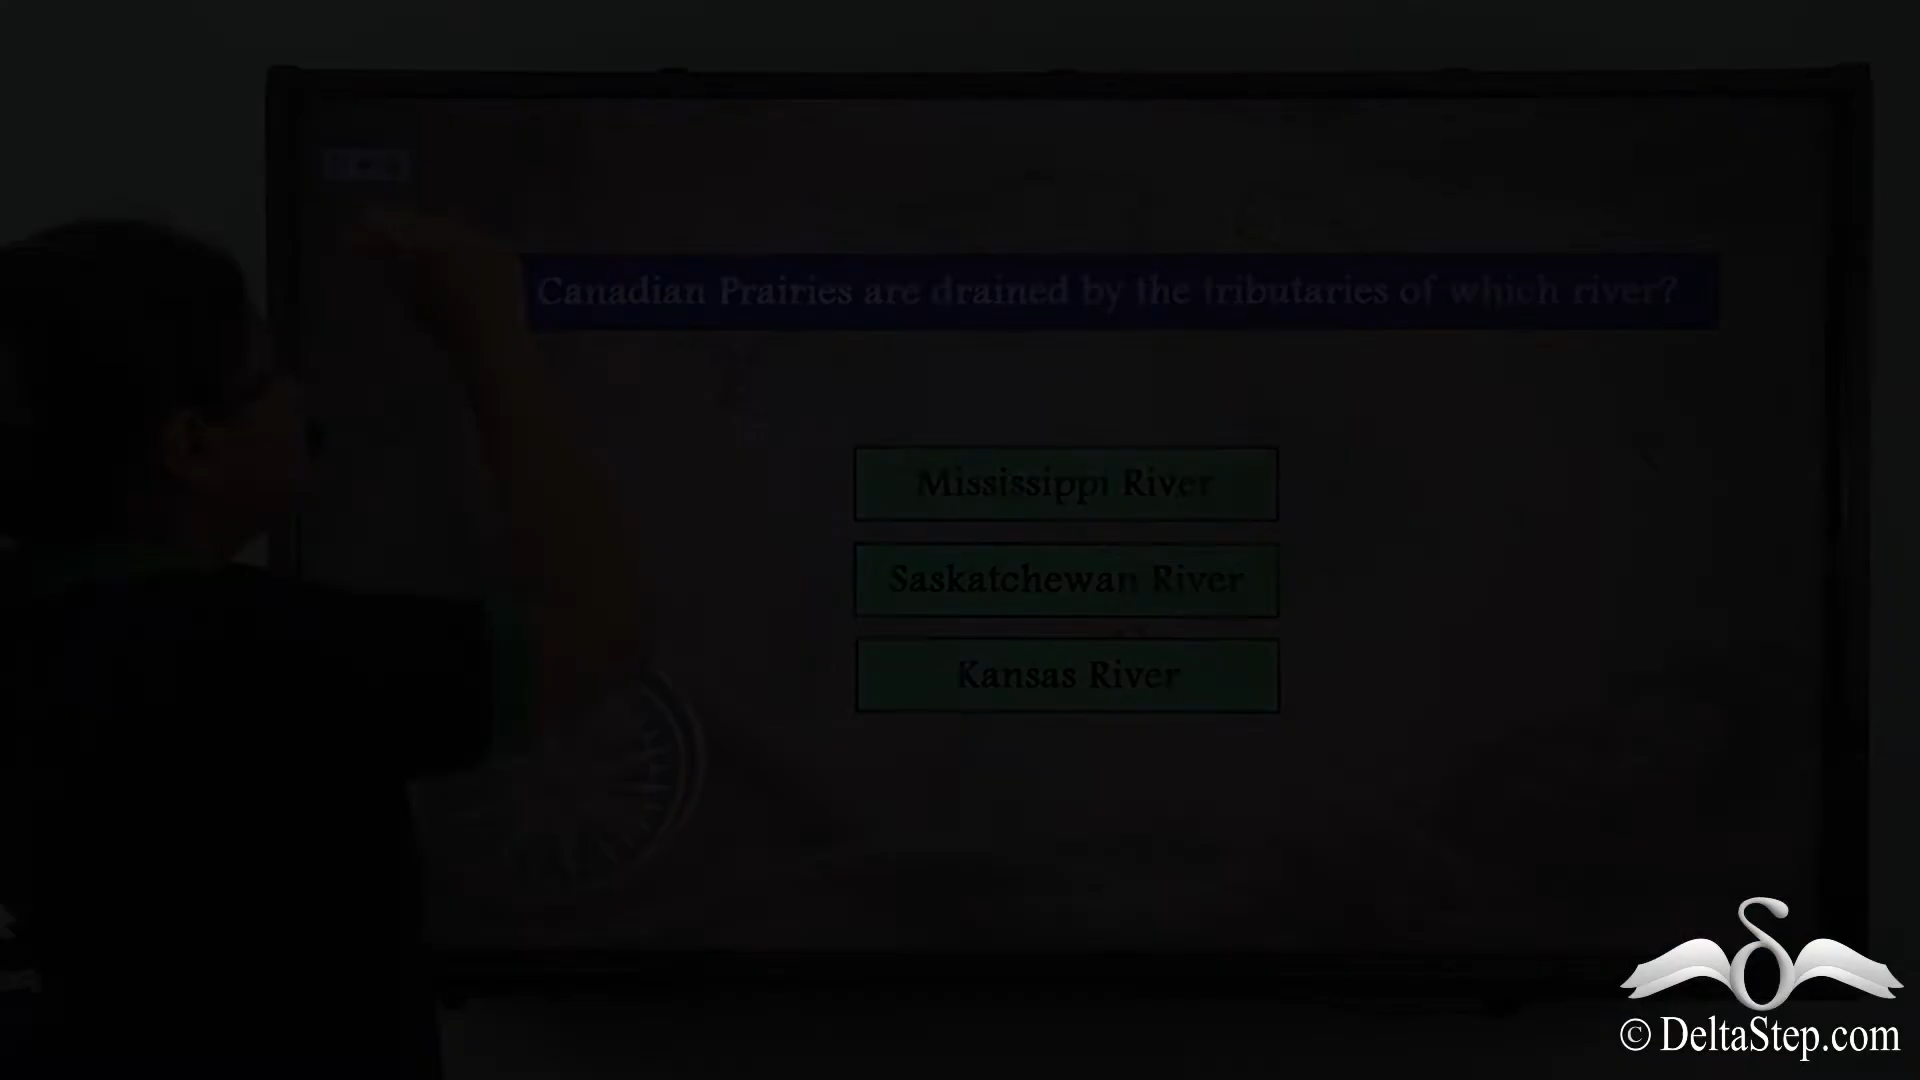 Canadian Prairies are drained by the tributaries of which river?
Mississippi River
Saskatchewan River
Kansas River
© DeltaStep.com